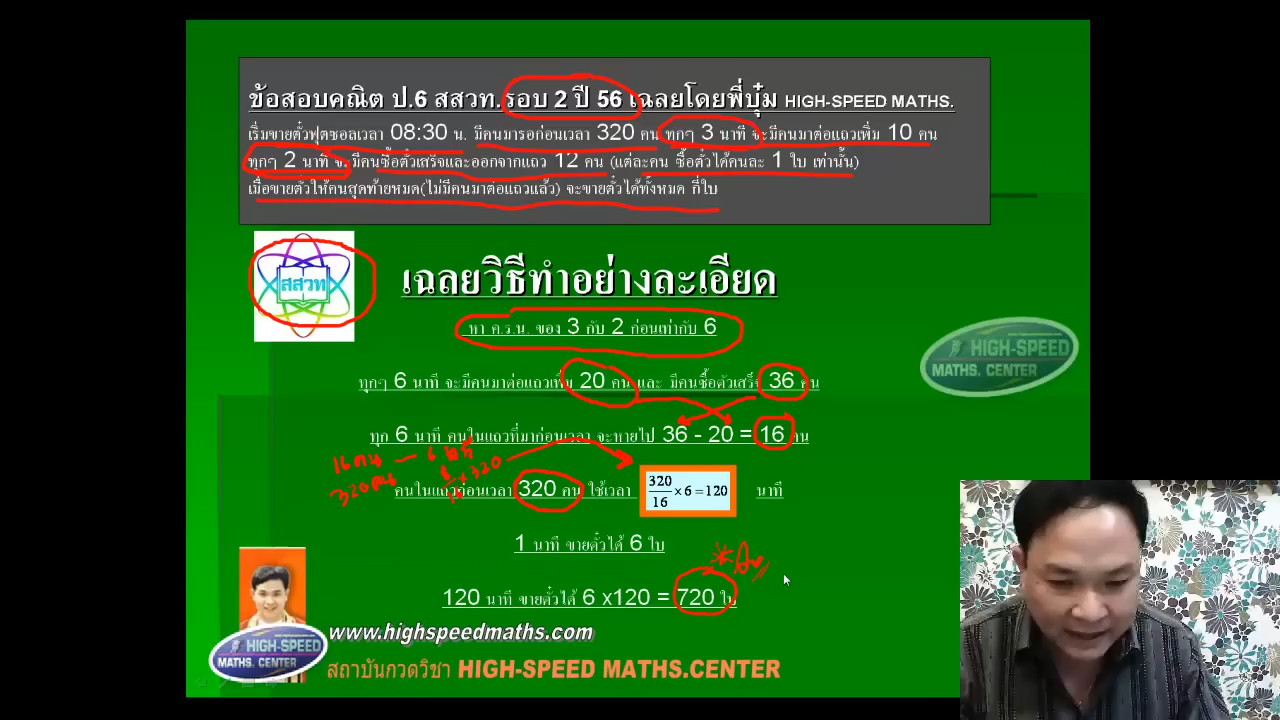 ข้อสอบคณิต ป.6 สสวท.รอบ 2 ปี 56 เฉลยโดยพี่บุ๋ม HIGH-SPEED MATHS.
เริ่มขายตั๋วฟุตซอลเวลา 08:30 น. มีคนมารอก่อนเวลา 320 คน ทุกๆ 3 นาที จะมีคนมาต่อแถวเพิ่ม 10 คน
ทุกๆ 2 นาที จะมีคนซื้อตั๋วเสร็จและออกจากแถว 12 คน (แต่ละคน ซื้อตั๋วได้คนละ 1 ใบ เท่านั้น)
เมื่อขายตั๋วให้คนสุดท้ายหมด(ไม่มีคนมาต่อแถวแล้ว) จะขายตั๋วได้ทั้งหมด กี่ใบ
สสวท
เฉลยวิธีทำอย่างละเอียด
หา ค.ร.น. ของ 3 กับ 2 ก่อนเท่ากับ 6
HIGH-SPEED
MATHS. CENTER
ทุกๆ 6 นาที จะมีคนมาต่อแถวเพิ่ม 20 คน และ มีคนซื้อตั๋วเสร็จ 36 คน
ทุก 6 นาที คนในแถวที่มาก่อนเวลา จะหายไป 36 - 20 = 16 คน
16 คน — 6 นาที
320 คน 6/16 × 320
คนในแถวก่อนเวลา 320 คน ใช้เวลา 320/16 × 6 = 120 นาที
1 นาที ขายตั๋วได้ 6 ใบ
* Ans
120 นาที ขายตั๋วได้ 6 x120 = 720 ใบ
www.highspeedmaths.com
HIGH-SPEED
MATHS. CENTER
สถาบันกวดวิชา HIGH-SPEED MATHS.CENTER